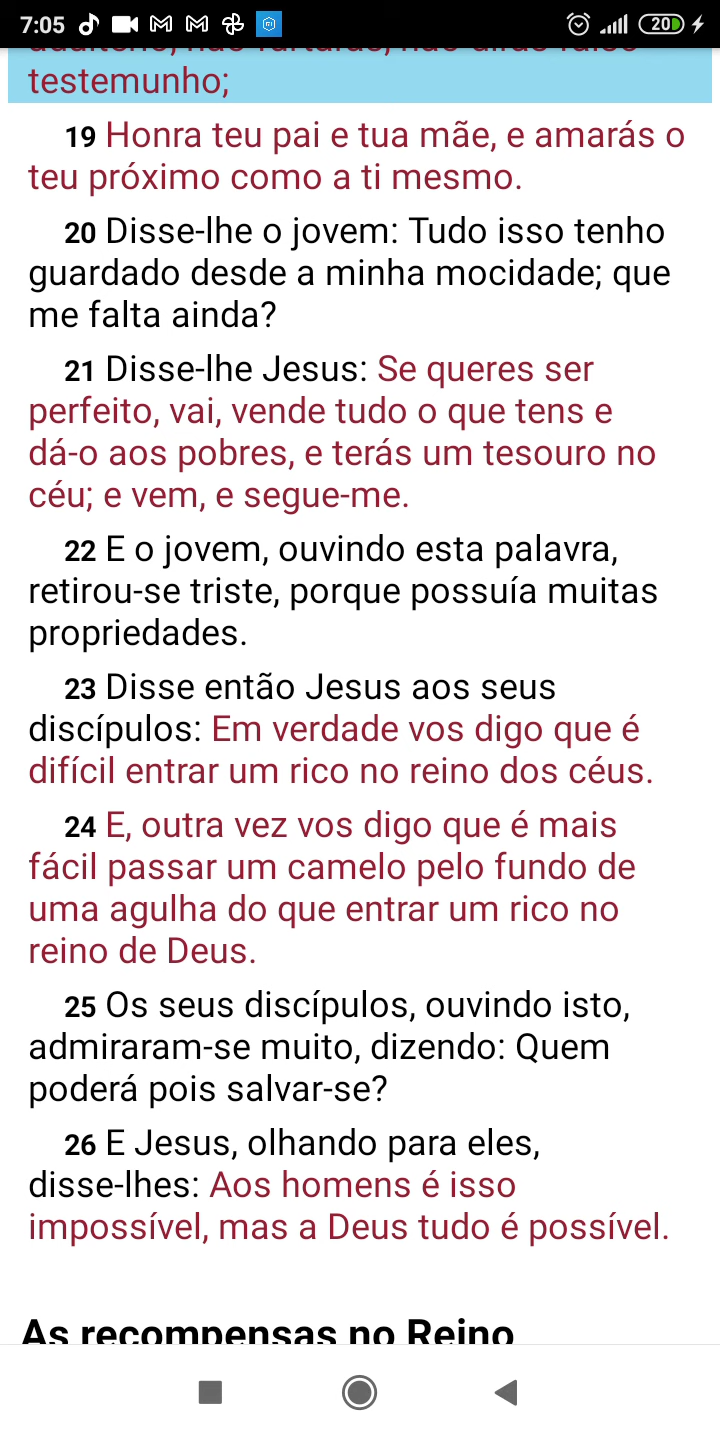 7:05
20
testemunho;
19 Honra teu pai e tua mãe, e amarás o
teu próximo como a ti mesmo.
20 Disse-lhe o jovem: Tudo isso tenho
guardado desde a minha mocidade; que
me falta ainda?
21 Disse-lhe Jesus: Se queres ser
perfeito, vai, vende tudo o que tens e
dá-o aos pobres, e terás um tesouro no
céu; e vem, e segue-me.
22 E o jovem, ouvindo esta palavra,
retirou-se triste, porque possuía muitas
propriedades.
23 Disse então Jesus aos seus
discípulos: Em verdade vos digo que é
difícil entrar um rico no reino dos céus.
24 E, outra vez vos digo que é mais
fácil passar um camelo pelo fundo de
uma agulha do que entrar um rico no
reino de Deus.
25 Os seus discípulos, ouvindo isto,
admiraram-se muito, dizendo: Quem
poderá pois salvar-se?
26 E Jesus, olhando para eles,
disse-lhes: Aos homens é isso
impossível, mas a Deus tudo é possível.
As recompensas no Reino